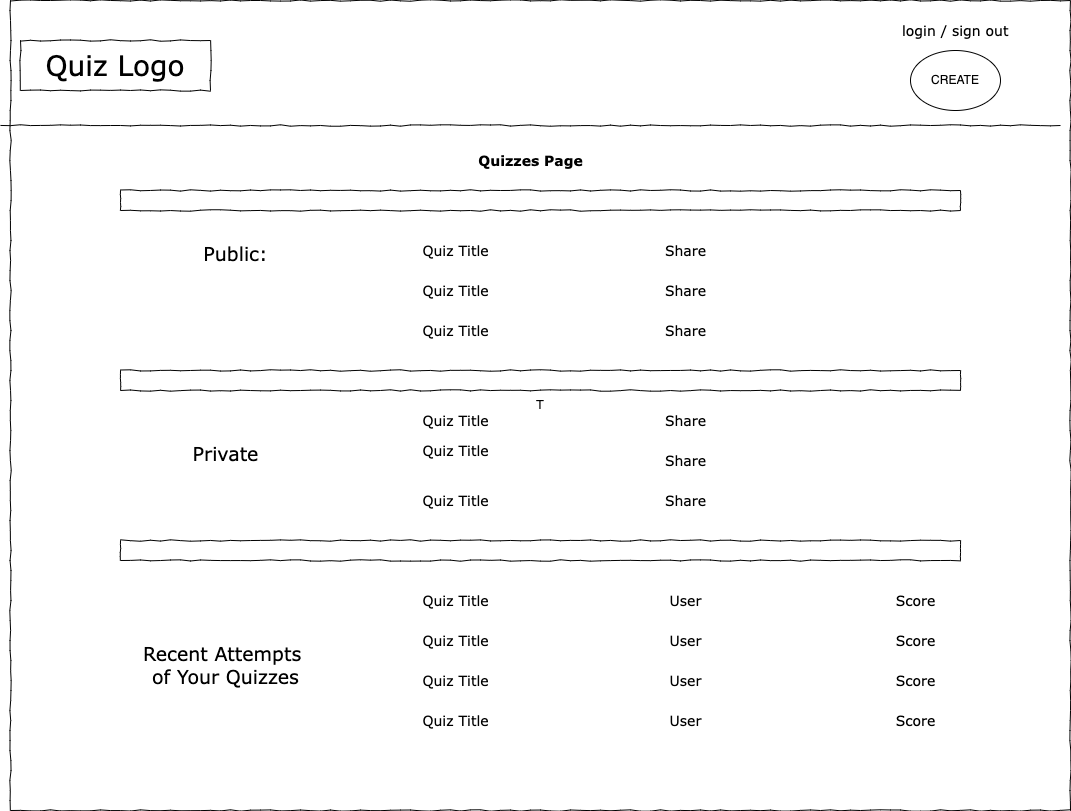 login / sign out
Quiz Logo
CREATE
Quizzes Page
Public:
Quiz Title Share
Quiz Title Share
Quiz Title Share
T
Quiz Title Share
Private
Quiz Title
Share
Quiz Title Share
Quiz Title User Score
Quiz Title User Score
Recent Attempts
of Your Quizzes
Quiz Title User Score
Quiz Title User Score